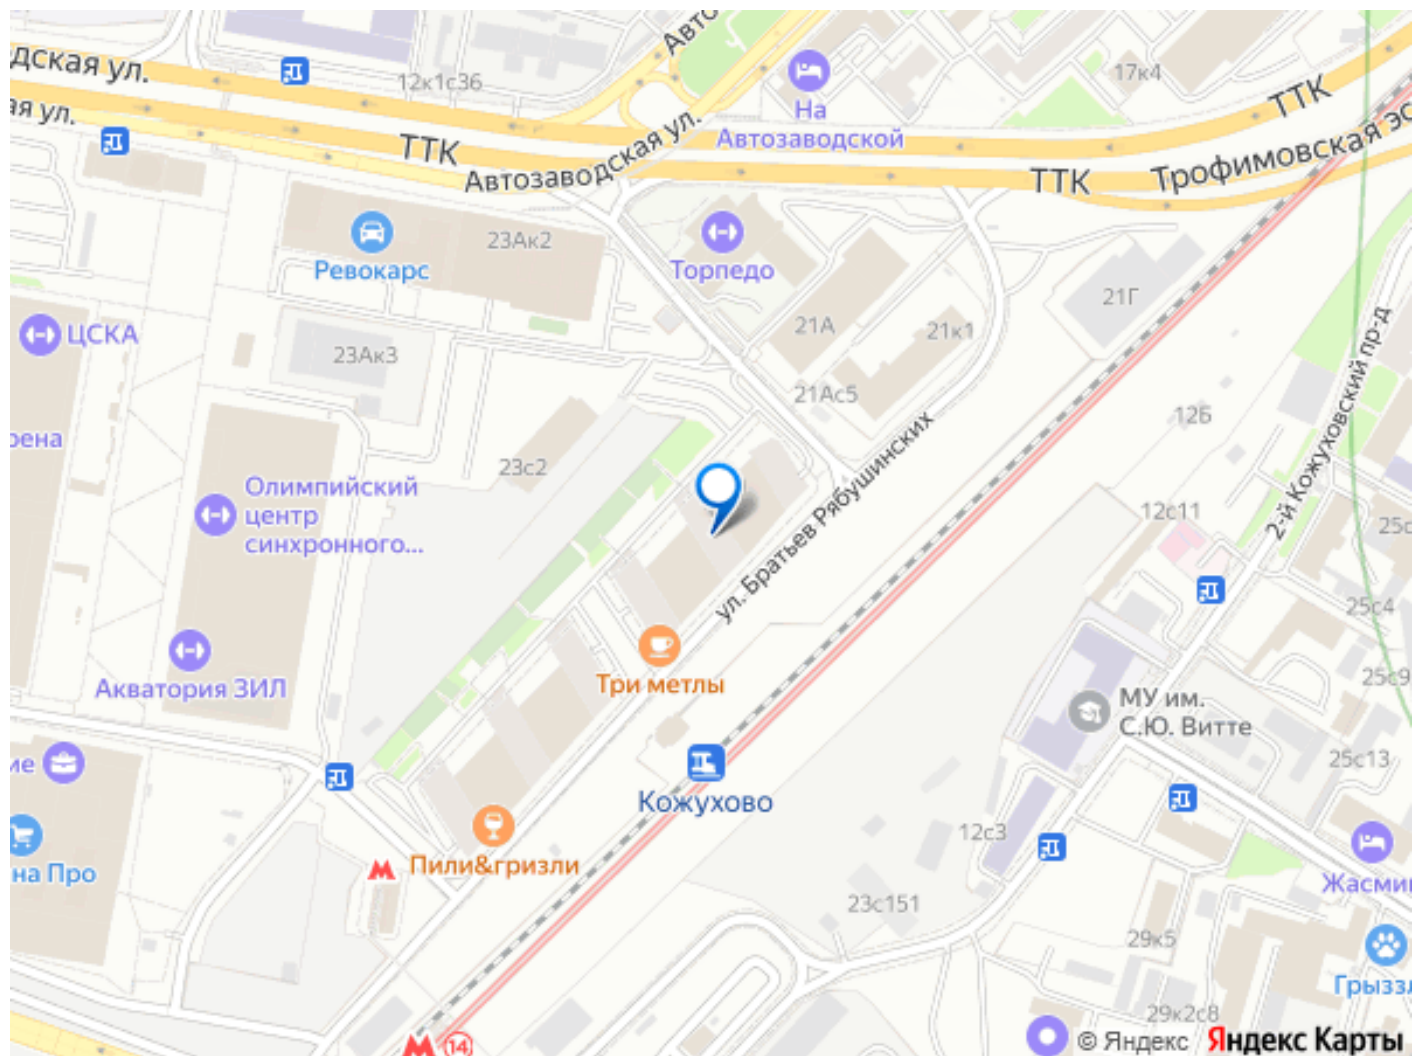 Авто
дская ул.
12к1с36
17к4
На
Автозаводской
ТТК
ая ул.
ТТК
Автозаводская ул.
ТТК
Трофимовская эс
23Ак2
Ревокарс
Торпедо
21Г
ЦСКА
23Ак3
21А
21к1
21Ас5
12Б
2-й Кожуховский пр-д
рена
23с2
Олимпийский
центр
синхронного...
ул. Братьев Рябушинских
12с11
25с
25с4
Акватория ЗИЛ
Три метлы
25с9
МУ им.
С.Ю. Витте
ие
25с13
Кожухово
12с3
на Про
Пили&гризли
Жасми
23с151
29к5
Грызл
29к2с8
14
© Яндекс Яндекс Карты